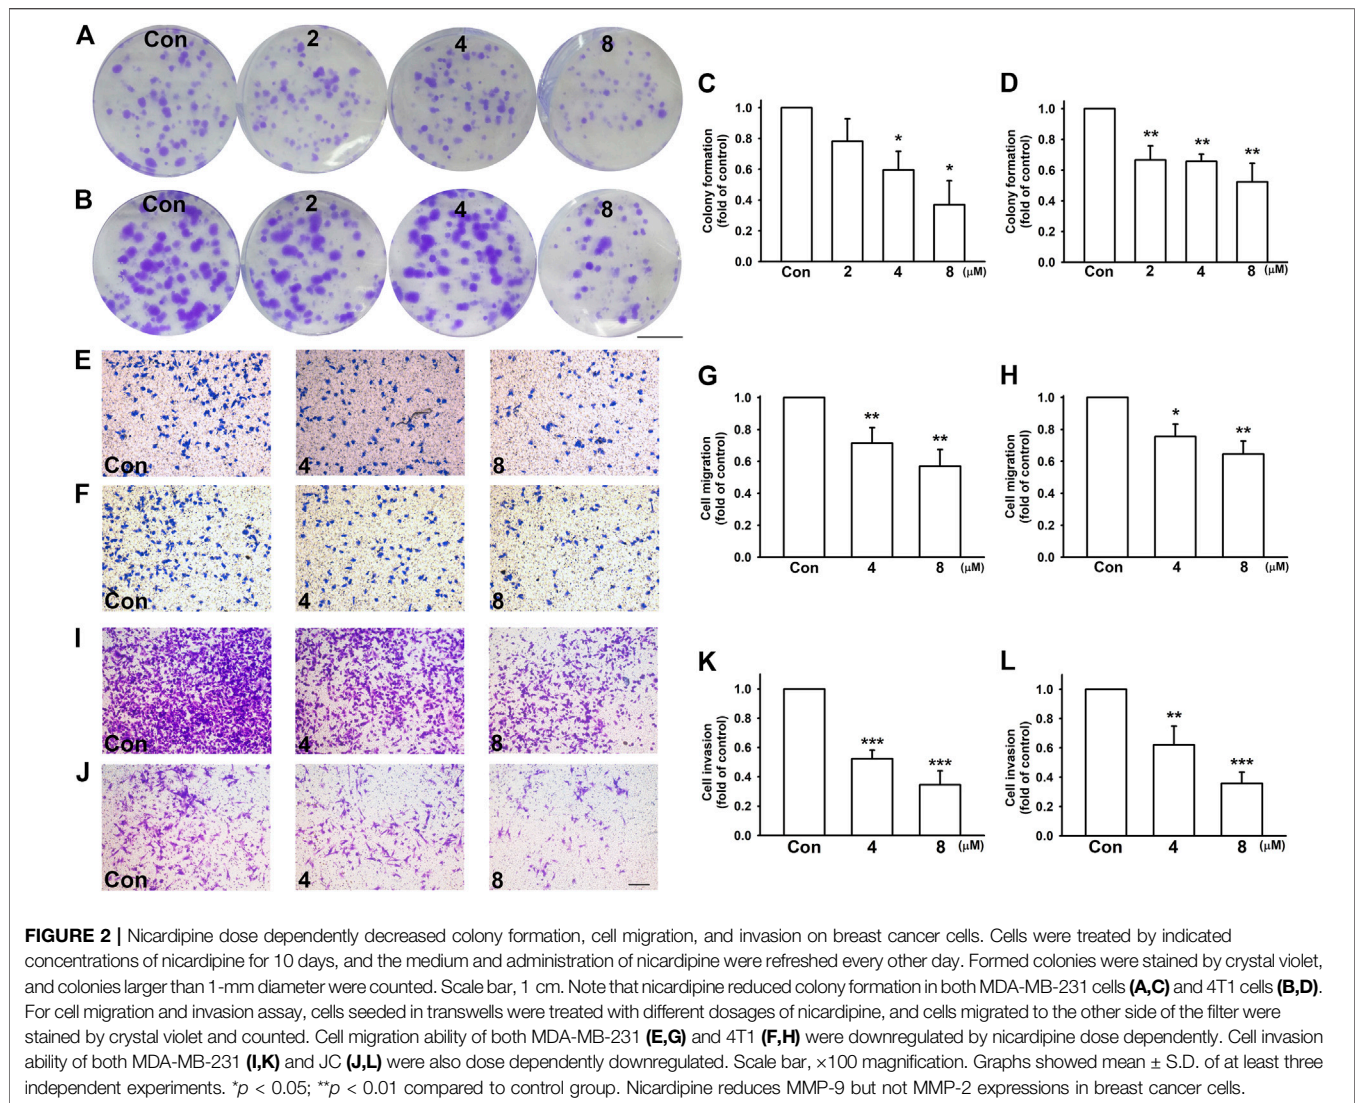 A
Con
2
4
8
B
Con
2
4
8
C
1.0
0.8
0.6
0.4
0.2
0.0
Colony formation
(fold of control)
*
*
Con 2 4 8 (μM)
D
1.0
0.8
0.6
0.4
0.2
0.0
Colony formation
(fold of control)
**
**
**
Con 2 4 8 (μM)
E
Con
4
8
F
Con
4
8
G
1.0
0.8
0.6
0.4
0.2
0.0
Cell migration
(fold of control)
**
**
Con 4 8 (μM)
H
1.0
0.8
0.6
0.4
0.2
0.0
Cell migration
(fold of control)
*
**
Con 4 8 (μM)
I
Con
4
8
J
Con
4
8
K
1.0
0.8
0.6
0.4
0.2
0.0
Cell invasion
(fold of control)
***
***
Con 4 8 (μM)
L
1.0
0.8
0.6
0.4
0.2
0.0
Cell invasion
(fold of control)
**
***
Con 4 8 (μM)
FIGURE 2 | Nicardipine dose dependently decreased colony formation, cell migration, and invasion on breast cancer cells. Cells were treated by indicated
concentrations of nicardipine for 10 days, and the medium and administration of nicardipine were refreshed every other day. Formed colonies were stained by crystal violet,
and colonies larger than 1-mm diameter were counted. Scale bar, 1 cm. Note that nicardipine reduced colony formation in both MDA-MB-231 cells (A,C) and 4T1 cells (B,D).
For cell migration and invasion assay, cells seeded in transwells were treated with different dosages of nicardipine, and cells migrated to the other side of the filter were
stained by crystal violet and counted. Cell migration ability of both MDA-MB-231 (E,G) and 4T1 (F,H) were downregulated by nicardipine dose dependently. Cell invasion
ability of both MDA-MB-231 (I,K) and JC (J,L) were also dose dependently downregulated. Scale bar, ×100 magnification. Graphs showed mean ± S.D. of at least three
independent experiments. *p < 0.05; **p < 0.01 compared to control group. Nicardipine reduces MMP-9 but not MMP-2 expressions in breast cancer cells.